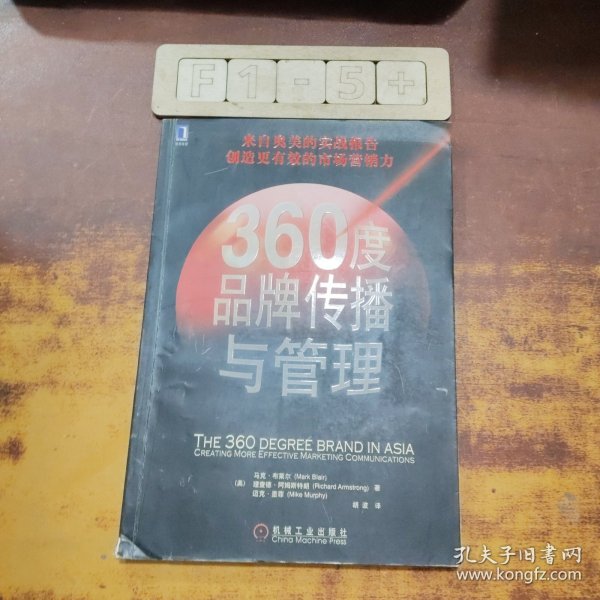 F1-5+
来自奥美的实战报告
创造更有效的市场营销力
360度
品牌传播
与管理
THE 360 DEGREE BRAND IN ASIA
CREATING MORE EFFECTIVE MARKETING COMMUNICATIONS
马克·布莱尔 (Mark Blair)
(美) 理查德·阿姆斯特朗 (Richard Armstrong) 著
迈克·墨菲 (Mike Murphy)
胡波 译
机械工业出版社
China Machine Press
孔夫子旧书网
www.kongfz.com